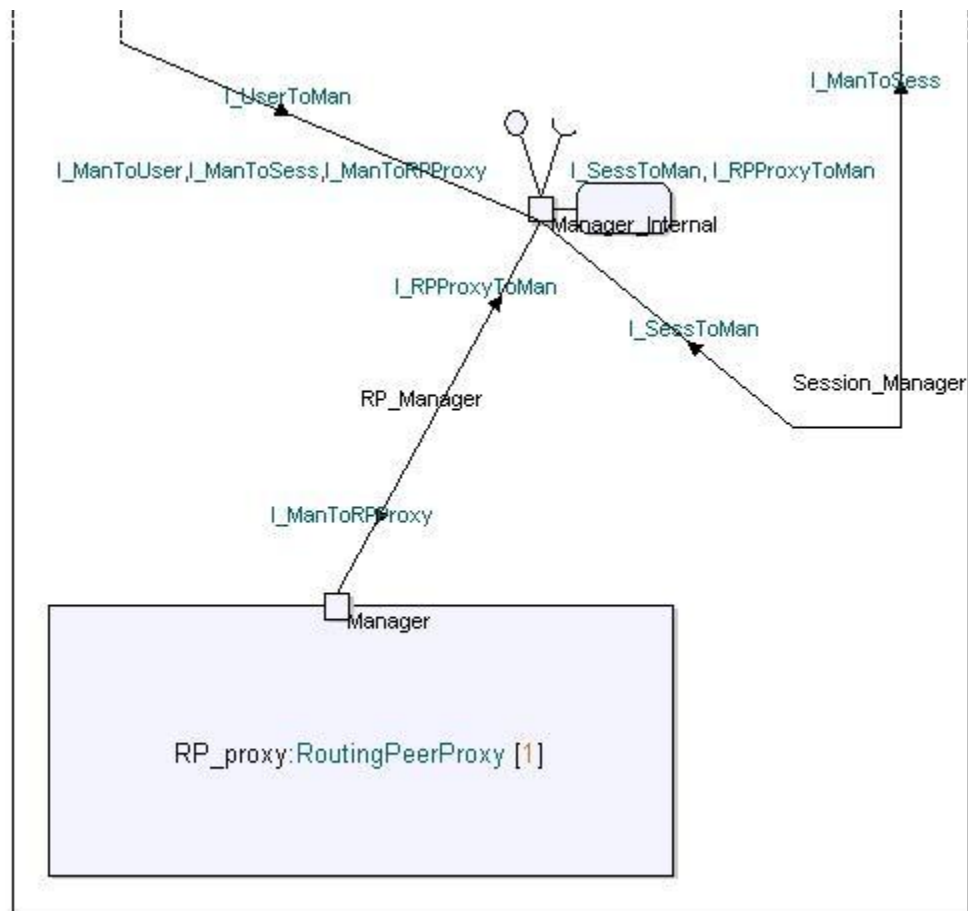 I_ManToSess
I_UserToMan
I_ManToUser,I_ManToSess,I_ManToRPProxy
I_SessToMan, I_RPProxyToMan
Manager_Internal
I_RPProxyToMan
I_SessToMan
Session_Manager
RP_Manager
I_ManToRPProxy
Manager
RP_proxy:RoutingPeerProxy [1]